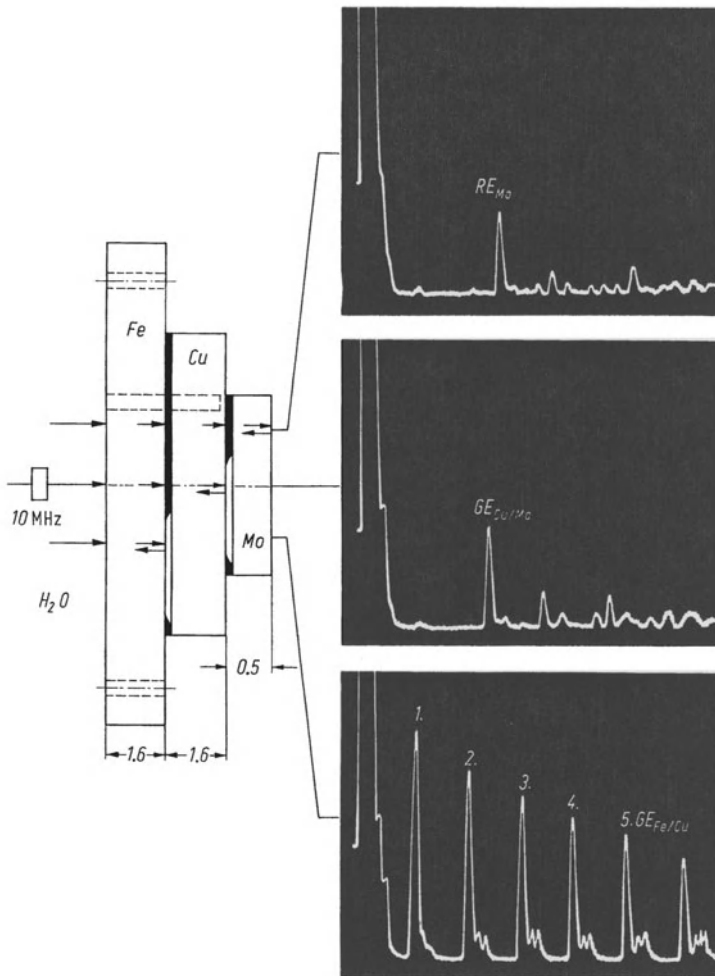 Fe
Cu
Mo
10 MHz
H₂O
0.5
1.6
1.6
RE_Mo
GE_Cu/Mo
1.
2.
3.
4.
5. GE_Fe/Cu